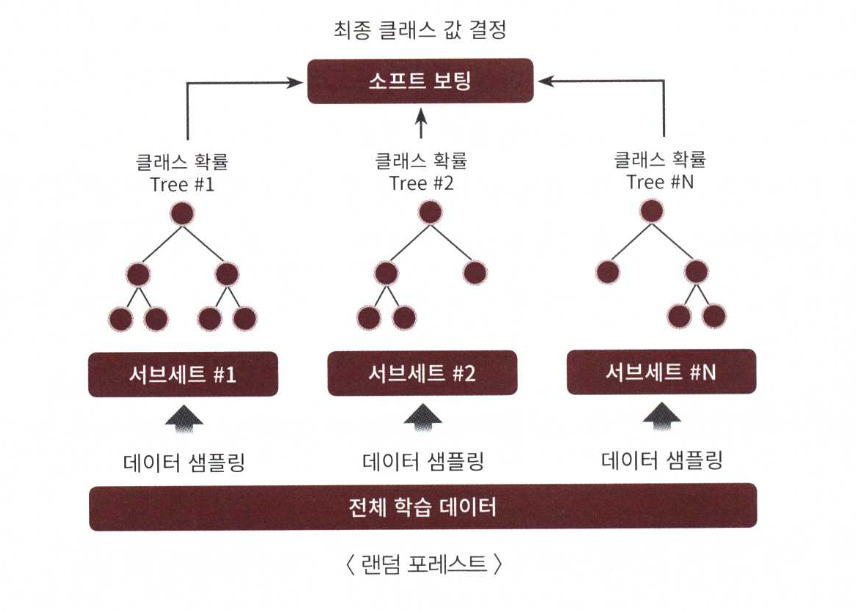 최종 클래스 값 결정
소프트 보팅
클래스 확률
Tree #1
클래스 확률
Tree #2
클래스 확률
Tree #N
서브세트 #1
서브세트 #2
서브세트 #N
데이터 샘플링
데이터 샘플링
데이터 샘플링
전체 학습 데이터
〈 랜덤 포레스트 〉